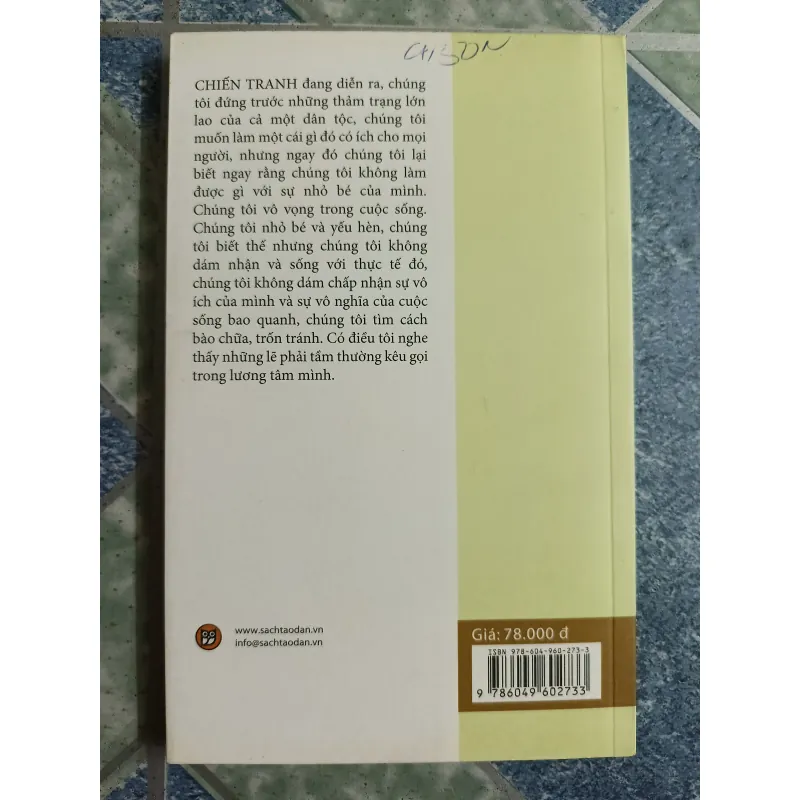 CHIẾN TRANH đang diễn ra, chúng
tôi đứng trước những thảm trạng lớn
lao của cả một dân tộc, chúng tôi
muốn làm một cái gì đó có ích cho mọi
người, nhưng ngay đó chúng tôi lại
biết ngay rằng chúng tôi không làm
được gì với sự nhỏ bé của mình.
Chúng tôi vô vọng trong cuộc sống.
Chúng tôi nhỏ bé và yếu hèn, chúng
tôi biết thế nhưng chúng tôi không
dám nhận và sống với thực tế đó,
chúng tôi không dám chấp nhận sự vô
ích của mình và sự vô nghĩa của cuộc
sống bao quanh, chúng tôi tìm cách
bào chữa, trốn tránh. Có điều tôi nghe
thấy những lẽ phải tầm thường kêu gọi
trong lương tâm mình.
www.sachtaodan.vn
info@sachtaodan.vn
Giá: 78.000 đ
ISBN 978-604-960-273-3
9 786049 602733